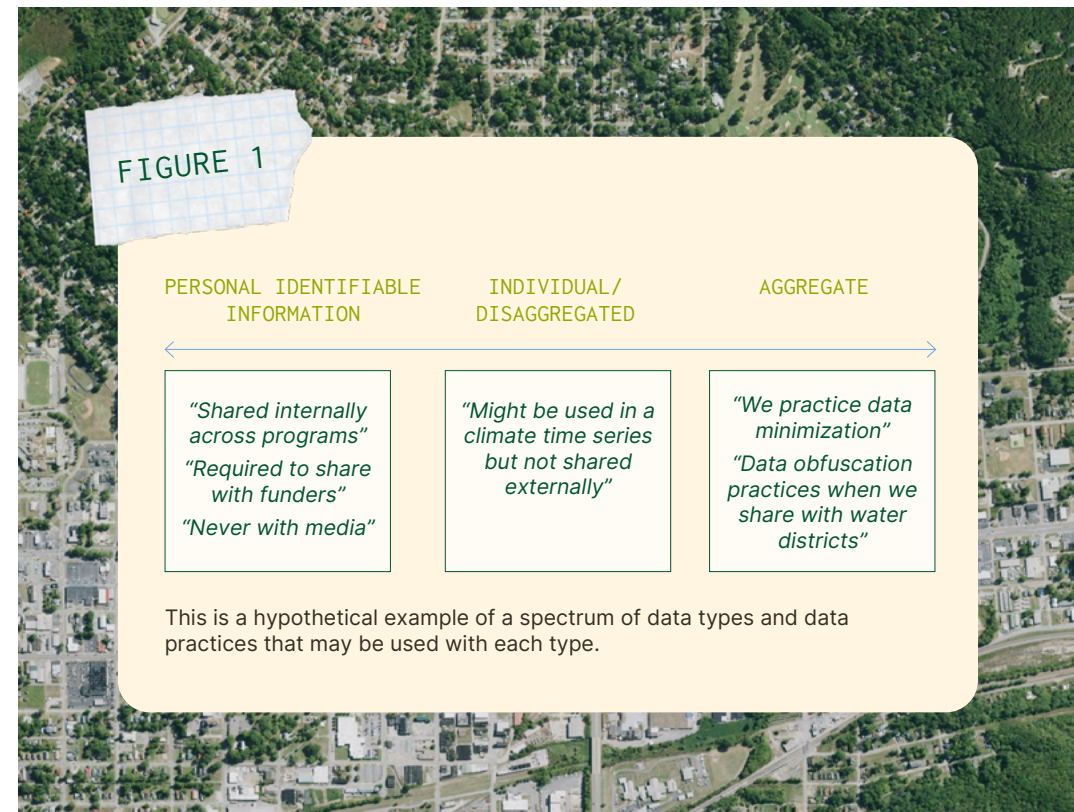 FIGURE 1
PERSONAL IDENTIFIABLE
INFORMATION
INDIVIDUAL/
DISAGGREGATED
AGGREGATE
“Shared internally
across programs”
“Required to share
with funders”
“Never with media”
“Might be used in a
climate time series
but not shared
externally”
“We practice data
minimization”
“Data obfuscation
practices when we
share with water
districts”
This is a hypothetical example of a spectrum of data types and data
practices that may be used with each type.